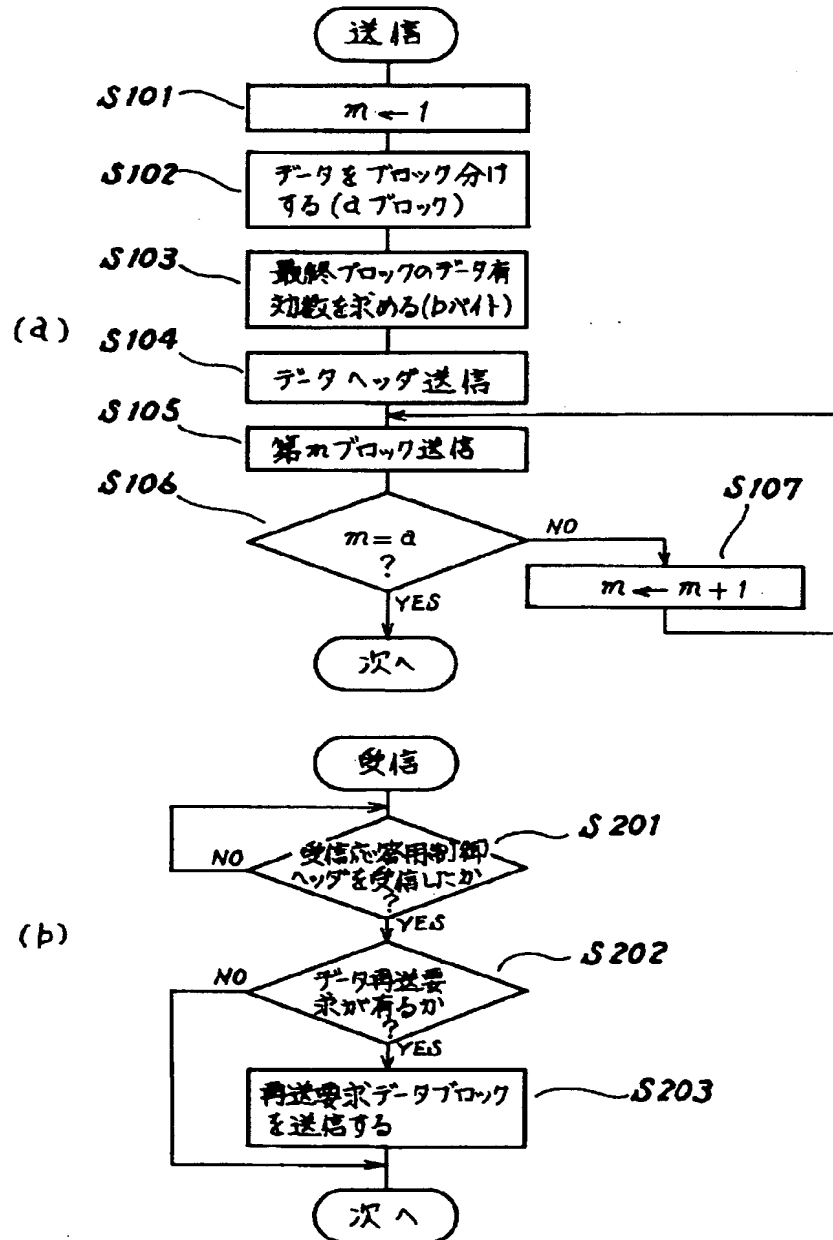 送信
S101
m ← 1
S102
データをブロック分け
する(aブロック)
S103
最終ブロックのデータ有
効数を求める(bバイト)
(a)
S104
データヘッダ送信
S105
第mブロック送信
S106
m = a
?
NO
YES
S107
m ← m + 1
次へ
受信
S201
受信応答用制御
ヘッダを受信したか
?
NO
YES
(b)
S202
データ再送要
求が有るか
?
NO
YES
S203
再送要求データブロック
を送信する
次へ